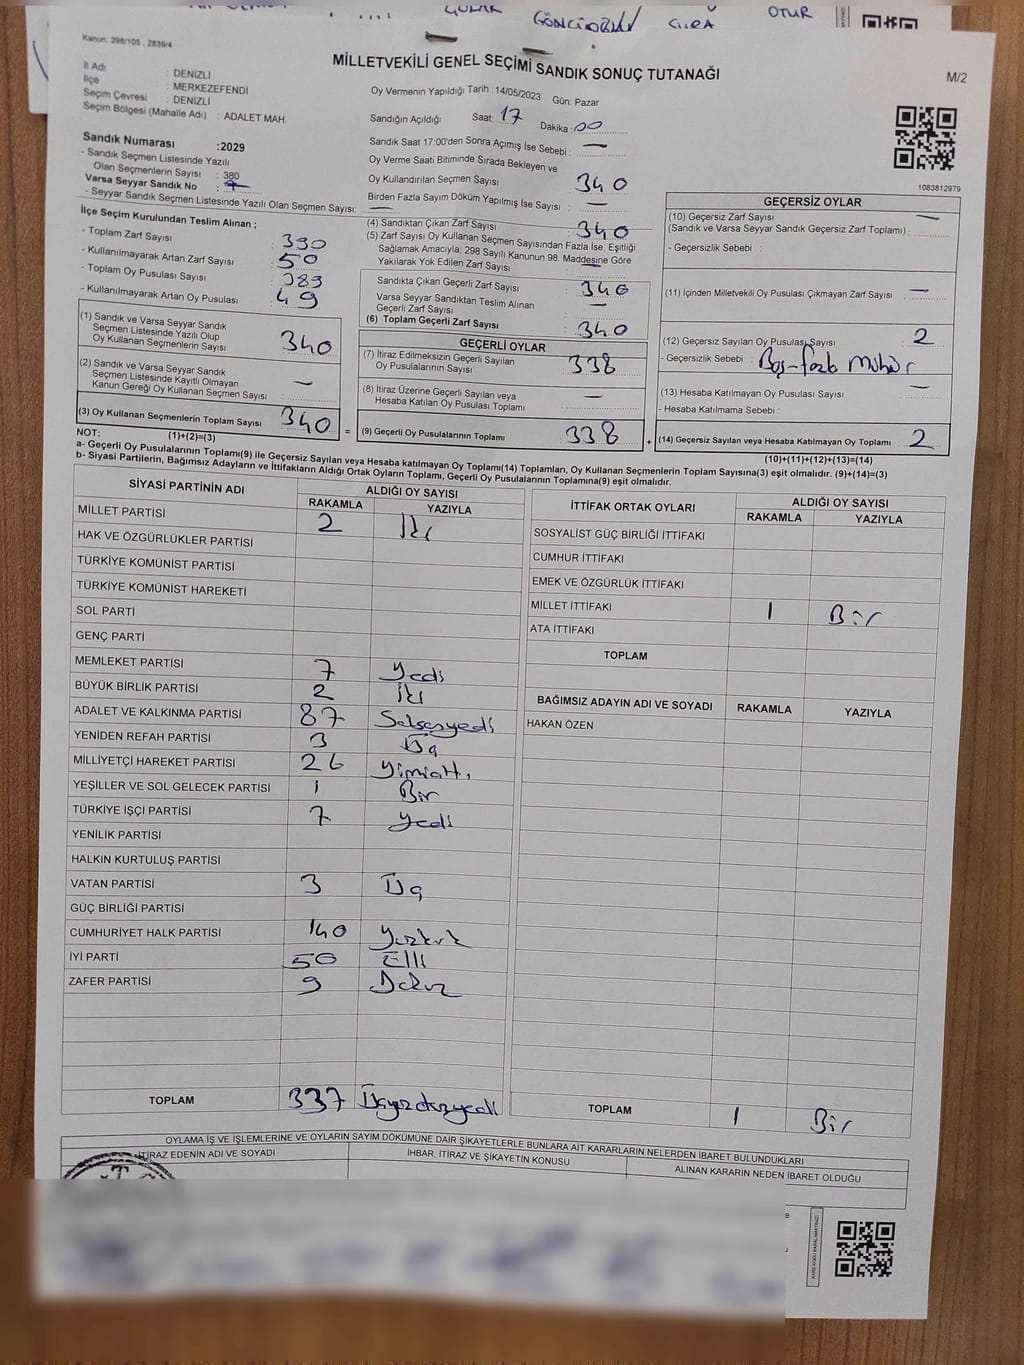 GÖNCÜOĞLU
OTUR
Kanun: 298/105 , 2839/4
MİLLETVEKİLİ GENEL SEÇİMİ SANDIK SONUÇ TUTANAĞI
M/2
İl Adı : DENİZLİ
İlçe : MERKEZEFENDİ
Seçim Çevresi : DENİZLİ
Seçim Bölgesi (Mahalle Adı) : ADALET MAH.
Oy Vermenin Yapıldığı Tarih : 14/05/2023 Gün: Pazar
Sandığın Açıldığı Saat: 17 Dakika : 00
Sandık Saat 17:00'den Sonra Açımış İse Sebebi : —
Oy Verme Saati Bitiminde Sırada Bekleyen ve
Oy Kullandırılan Seçmen Sayısı : 340
Birden Fazla Sayım Döküm Yapılmış İse Sayısı : —
1083812979
Sandık Numarası :2029
- Sandık Seçmen Listesinde Yazılı
Olan Seçmenlerin Sayısı : 380
Varsa Seyyar Sandık No :
- Seyyar Sandık Seçmen Listesinde Yazılı Olan Seçmen Sayısı: —
İlçe Seçim Kurulundan Teslim Alınan ;
- Toplam Zarf Sayısı : 390
- Kullanılmayarak Artan Zarf Sayısı : 50
- Toplam Oy Pusulası Sayısı : 389
- Kullanılmayarak Artan Oy Pusulası : 49
(1) Sandık ve Varsa Seyyar Sandık
Seçmen Listesinde Yazılı Olup
Oy Kullanan Seçmenlerin Sayısı : 340
(2) Sandık ve Varsa Seyyar Sandık
Seçmen Listesinde Kayıtlı Olmayan
Kanun Gereği Oy Kullanan Seçmen Sayısı : —
(3) Oy Kullanan Seçmenlerin Toplam Sayısı 340
(1)+(2)=(3)
(4) Sandıktan Çıkan Zarf Sayısı : 340
(5) Zarf Sayısı Oy Kullanan Seçmen Sayısından Fazla İse, Eşitliği
Sağlamak Amacıyla; 298 Sayılı Kanunun 98. Maddesine Göre
Yakılarak Yok Edilen Zarf Sayısı : —
Sandıkta Çıkan Geçerli Zarf Sayısı : 340
Varsa Seyyar Sandıktan Teslim Alınan
Geçerli Zarf Sayısı : —
(6) Toplam Geçerli Zarf Sayısı : 340
GEÇERLİ OYLAR
(7) İtiraz Edilmeksizin Geçerli Sayılan
Oy Pusulalarının Sayısı : 338
(8) İtiraz Üzerine Geçerli Sayılan veya
Hesaba Katılan Oy Pusulası Toplamı : —
= (9) Geçerli Oy Pusulalarının Toplamı 338
GEÇERSİZ OYLAR
(10) Geçersiz Zarf Sayısı —
(Sandık ve Varsa Seyyar Sandık Geçersiz Zarf Toplamı) :
- Geçersizlik Sebebi :
(11) İçinden Milletvekili Oy Pusulası Çıkmayan Zarf Sayısı : —
(12) Geçersiz Sayılan Oy Pusulası Sayısı : 2
- Geçersizlik Sebebi : Boş-fazla Mühür
(13) Hesaba Katılmayan Oy Pusulası Sayısı : —
- Hesaba Katılmama Sebebi :
+ (14) Geçersiz Sayılan veya Hesaba Katılmayan Oy Toplamı : 2
(10)+(11)+(12)+(13)=(14)
NOT:
a- Geçerli Oy Pusulalarının Toplamı(9) ile Geçersiz Sayılan veya Hesaba katılmayan Oy Toplamı(14) Toplamları, Oy Kullanan Seçmenlerin Toplam Sayısına(3) eşit olmalıdır. (9)+(14)=(3)
b- Siyasi Partilerin, Bağımsız Adayların ve İttifakların Aldığı Ortak Oyların Toplamı, Geçerli Oy Pusulalarının Toplamına(9) eşit olmalıdır.
SİYASİ PARTİNİN ADI ALDIĞI OY SAYISI
RAKAMLA YAZIYLA
MİLLET PARTİSİ 2 İki
HAK VE ÖZGÜRLÜKLER PARTİSİ
TÜRKİYE KOMÜNİST PARTİSİ
TÜRKİYE KOMÜNİST HAREKETİ
SOL PARTİ
GENÇ PARTİ
MEMLEKET PARTİSİ 7 Yedi
BÜYÜK BİRLİK PARTİSİ 2 İki
ADALET VE KALKINMA PARTİSİ 87 Seksenyedi
YENİDEN REFAH PARTİSİ 3 Üç
MİLLİYETÇİ HAREKET PARTİSİ 26 Yirmialtı
YEŞİLLER VE SOL GELECEK PARTİSİ 1 Bir
TÜRKİYE İŞÇİ PARTİSİ 7 Yedi
YENİLİK PARTİSİ
HALKIN KURTULUŞ PARTİSİ
VATAN PARTİSİ 3 Üç
GÜÇ BİRLİĞİ PARTİSİ
CUMHURİYET HALK PARTİSİ 140 Yüzkırk
İYİ PARTİ 50 Elli
ZAFER PARTİSİ 9 Dokuz
TOPLAM 337 Üçyüzotuzyedi
İTTİFAK ORTAK OYLARI ALDIĞI OY SAYISI
RAKAMLA YAZIYLA
SOSYALİST GÜÇ BİRLİĞİ İTTİFAKI
CUMHUR İTTİFAKI
EMEK VE ÖZGÜRLÜK İTTİFAKI
MİLLET İTTİFAKI 1 Bir
ATA İTTİFAKI
TOPLAM
BAĞIMSIZ ADAYIN ADI VE SOYADI RAKAMLA YAZIYLA
HAKAN ÖZEN
TOPLAM 1 Bir
OYLAMA İŞ VE İŞLEMLERİNE VE OYLARIN SAYIM DÖKÜMÜNE DAİR ŞİKAYETLERLE BUNLARA AİT KARARLARIN NELERDEN İBARET BULUNDUKLARI
İTİRAZ EDENİN ADI VE SOYADI İHBAR, İTİRAZ VE ŞİKAYETİN KONUSU ALINAN KARARIN NEDEN İBARET OLDUĞU